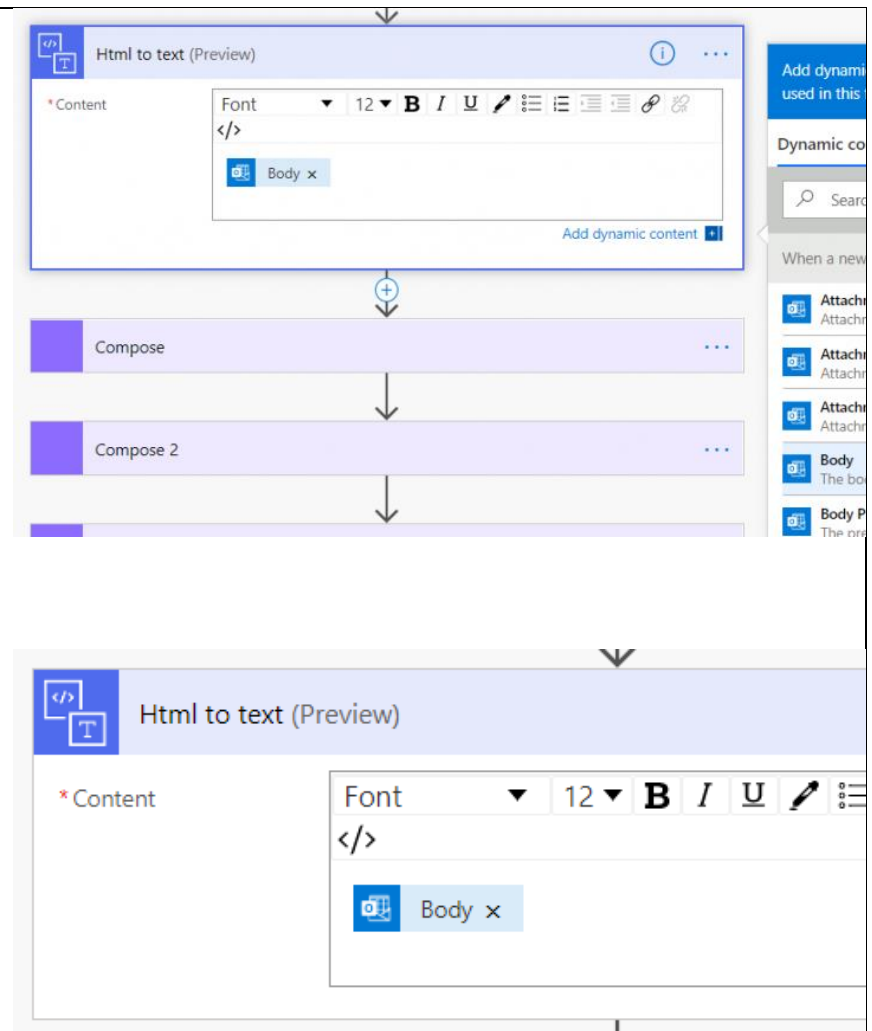 Html to text (Preview)
* Content
Font 12 B I U
</>
Body ×
Add dynamic content
Compose
Compose 2
Add dynami
used in this
Dynamic co
Searc
When a new
Attachr
Attachr
Attachr
Attachr
Attachr
Attachr
Body
The bo
Body P
The pre
Html to text (Preview)
* Content
Font 12 B I U
</>
Body ×